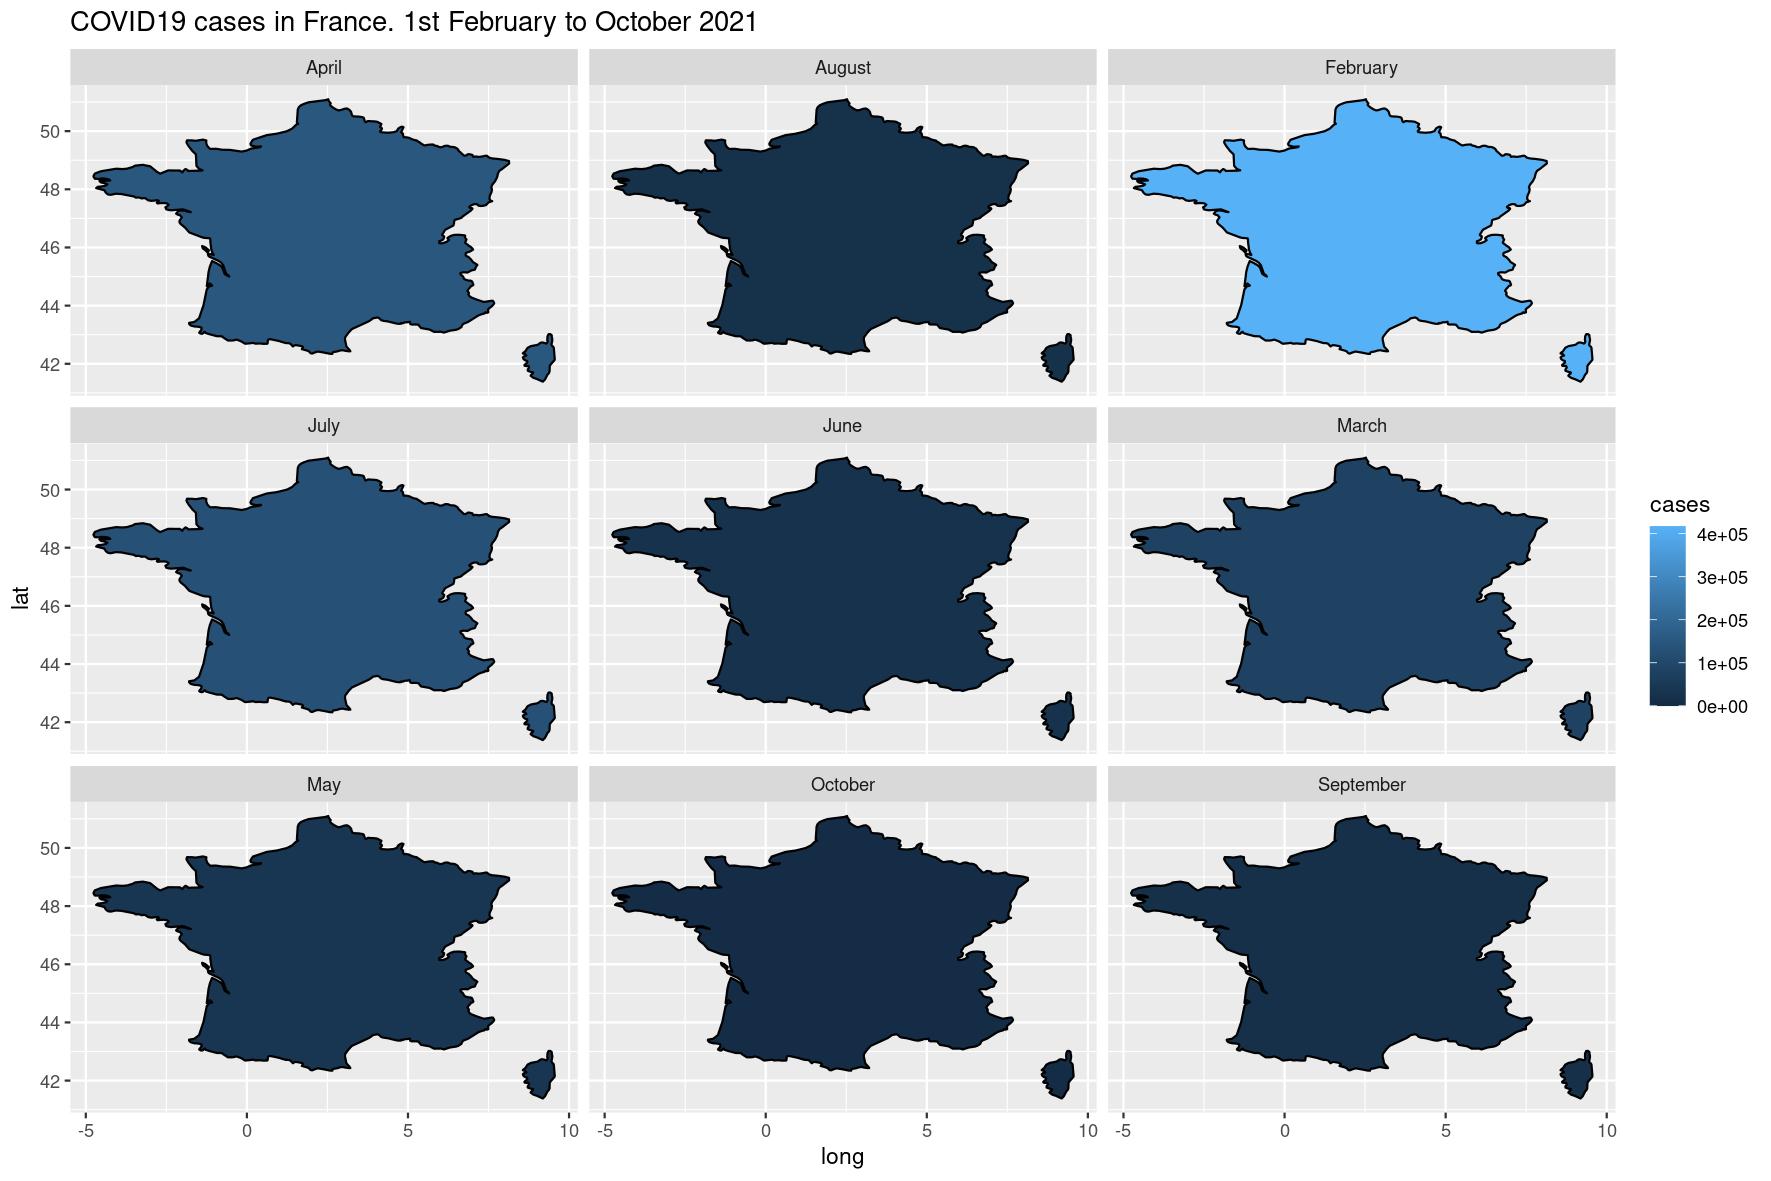 COVID19 cases in France. 1st February to October 2021
April August February
50
48
46
44
42
July June March
50
48
46
44
42
lat
cases
4e+05
3e+05
2e+05
1e+05
0e+00
May October September
50
48
46
44
42
-5 0 5 10 -5 0 5 10 -5 0 5 10
long